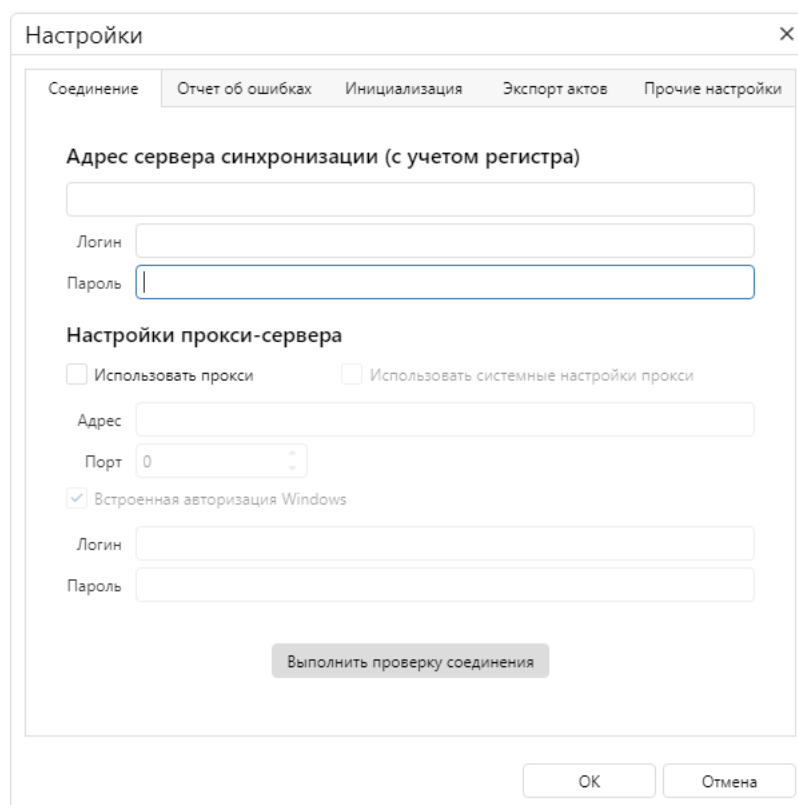 Настройки
Соединение Отчет об ошибках Инициализация Экспорт актов Прочие настройки
Адрес сервера синхронизации (с учетом регистра)
Логин
Пароль
Настройки прокси-сервера
Использовать прокси Использовать системные настройки прокси
Адрес
Порт 0
Встроенная авторизация Windows
Логин
Пароль
Выполнить проверку соединения
ОК Отмена